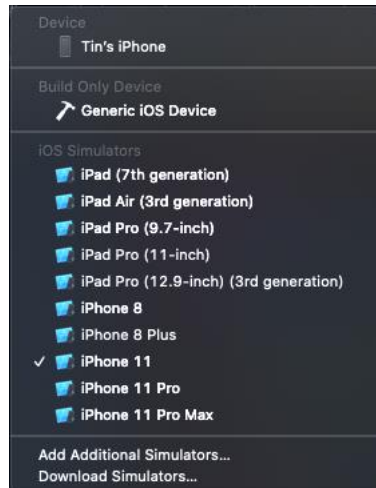 Device
Tin's iPhone
Build Only Device
Generic iOS Device
iOS Simulators
iPad (7th generation)
iPad Air (3rd generation)
iPad Pro (9.7-inch)
iPad Pro (11-inch)
iPad Pro (12.9-inch) (3rd generation)
iPhone 8
iPhone 8 Plus
iPhone 11
iPhone 11 Pro
iPhone 11 Pro Max
Add Additional Simulators...
Download Simulators...